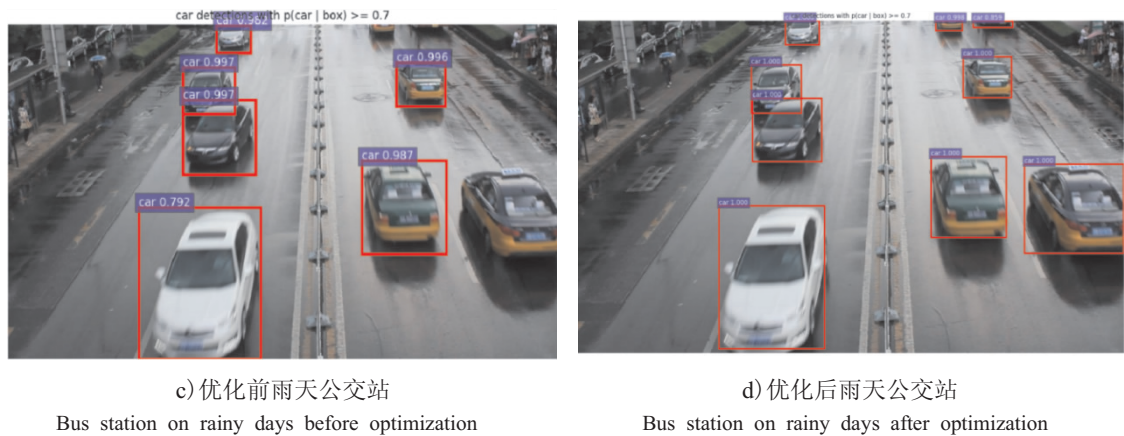 car detections with p(car | box) >= 0.7
car 0.982
car 0.997
car 0.996
car 0.997
car 0.987
car 0.792
detections with p(car | box) >= 0.7
car 0.998
car 0.819
car 1.000
car 1.000
car 1.000
car 1.000
car 1.000
car 1.000
c)优化前雨天公交站
d)优化后雨天公交站
Bus station on rainy days before optimization
Bus station on rainy days after optimization